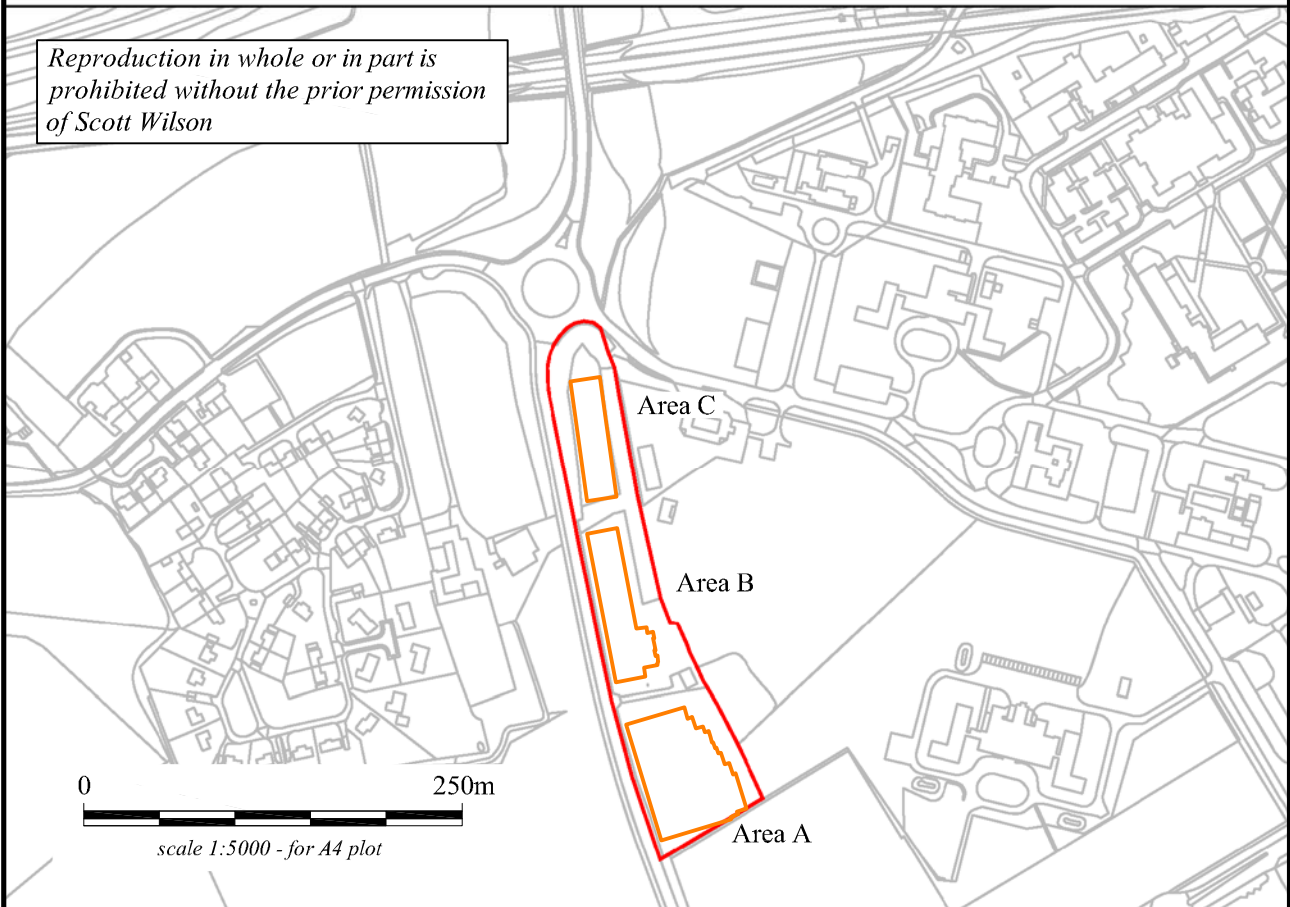 Reproduction in whole or in part is
prohibited without the prior permission
of Scott Wilson
Area C
Area B
Area A
0 250m
scale 1:5000 - for A4 plot